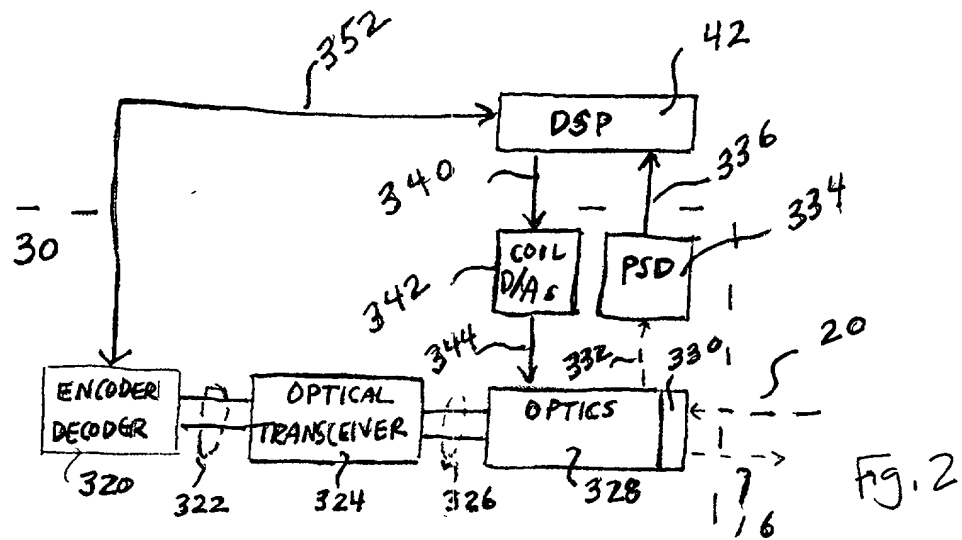 352
42
DSP
340
336
30
334
COIL
D/As
PSD
342
344
332
330
20
ENCODER
DECODER
OPTICAL
TRANSCEIVER
OPTICS
320
322
324
326
328
Fig. 2